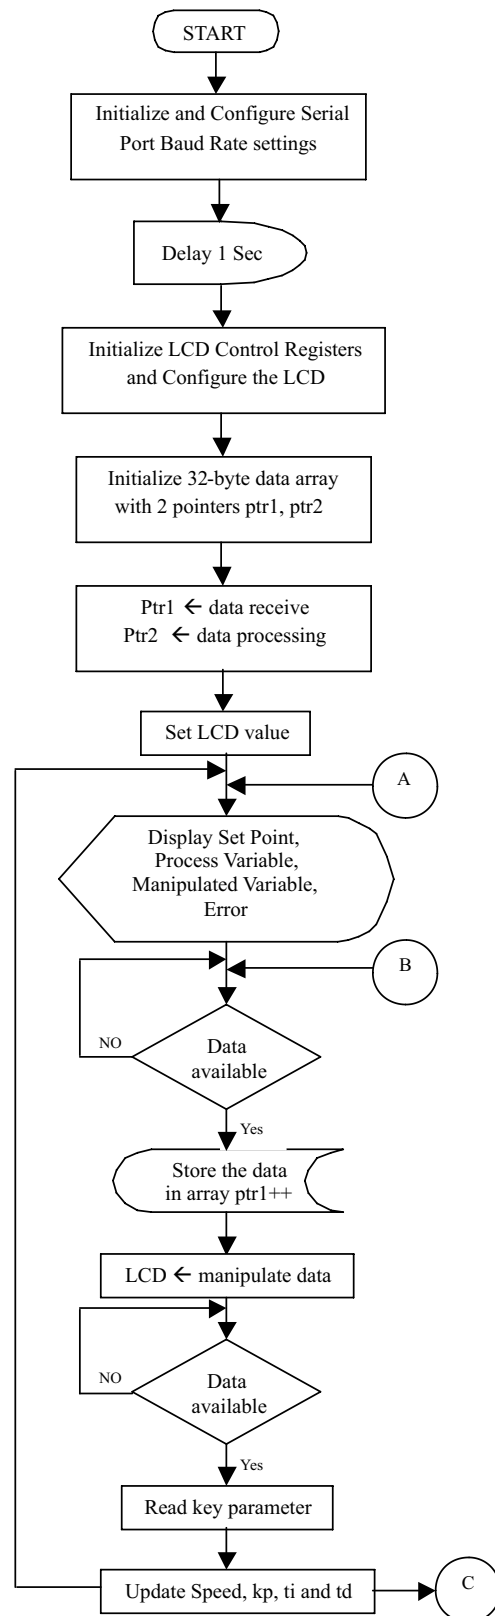 START
Initialize and Configure Serial
Port Baud Rate settings
Delay 1 Sec
Initialize LCD Control Registers
and Configure the LCD
Initialize 32-byte data array
with 2 pointers ptr1, ptr2
Ptr1 ← data receive
Ptr2 ← data processing
Set LCD value
A
Display Set Point,
Process Variable,
Manipulated Variable,
Error
B
NO
Data
available
Yes
Store the data
in array ptr1++
LCD ← manipulate data
NO
Data
available
Yes
Read key parameter
Update Speed, kp, ti and td
C